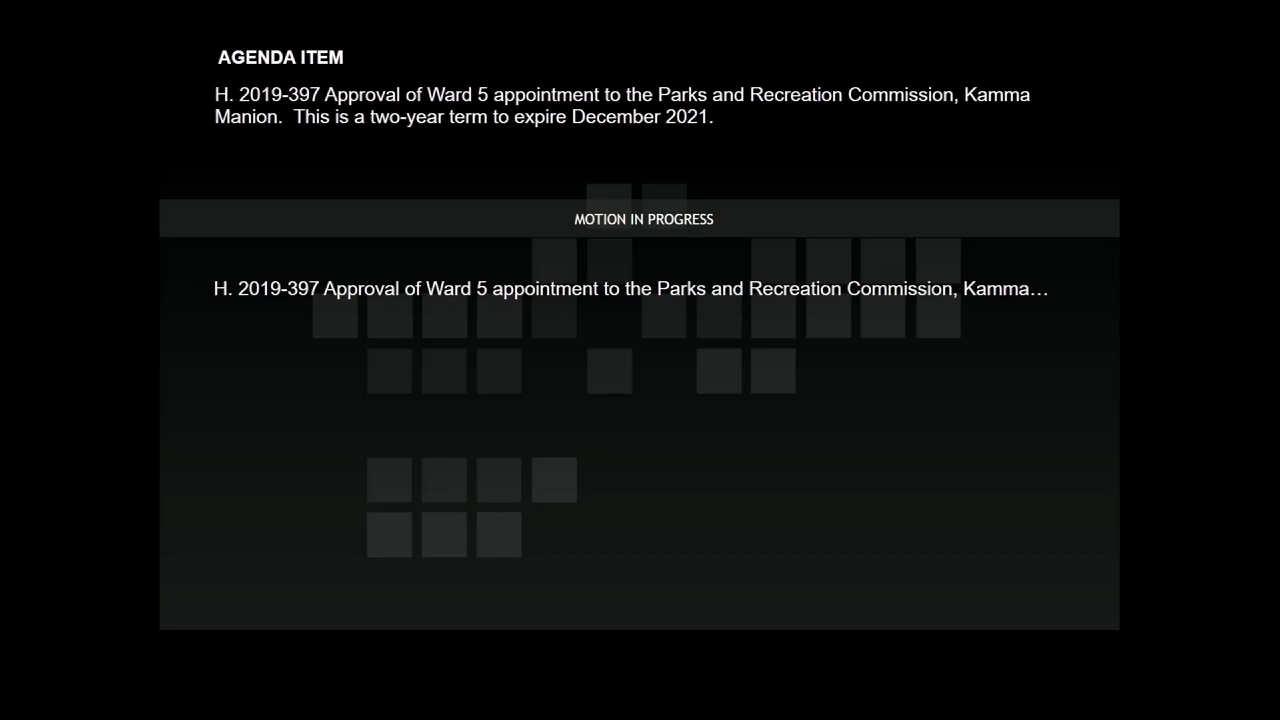 AGENDA ITEM
H. 2019-397 Approval of Ward 5 appointment to the Parks and Recreation Commission, Kamma
Manion.  This is a two-year term to expire December 2021.
MOTION IN PROGRESS
H. 2019-397 Approval of Ward 5 appointment to the Parks and Recreation Commission, Kamma…